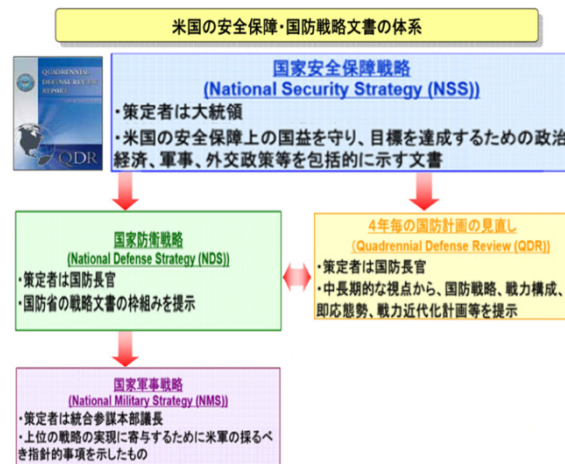 米国の安全保障・国防戦略文書の体系
QUADRENNIAL
DEFENSE REVIEW
REPORT
QDR
国家安全保障戦略
(National Security Strategy (NSS))
・策定者は大統領
・米国の安全保障上の国益を守り、目標を達成するための政治
経済、軍事、外交政策等を包括的に示す文書
国家防衛戦略
(National Defense Strategy (NDS))
・策定者は国防長官
・国防省の戦略文書の枠組みを提示
4年毎の国防計画の見直し
(Quadrennial Defense Review (QDR))
・策定者は国防長官
・中長期的な視点から、国防戦略、戦力構成、
即応態勢、戦力近代化計画等を提示
国家軍事戦略
(National Military Strategy (NMS))
・策定者は統合参謀本部議長
・上位の戦略の実現に寄与するために米軍の採るべ
き指針的事項を示したもの